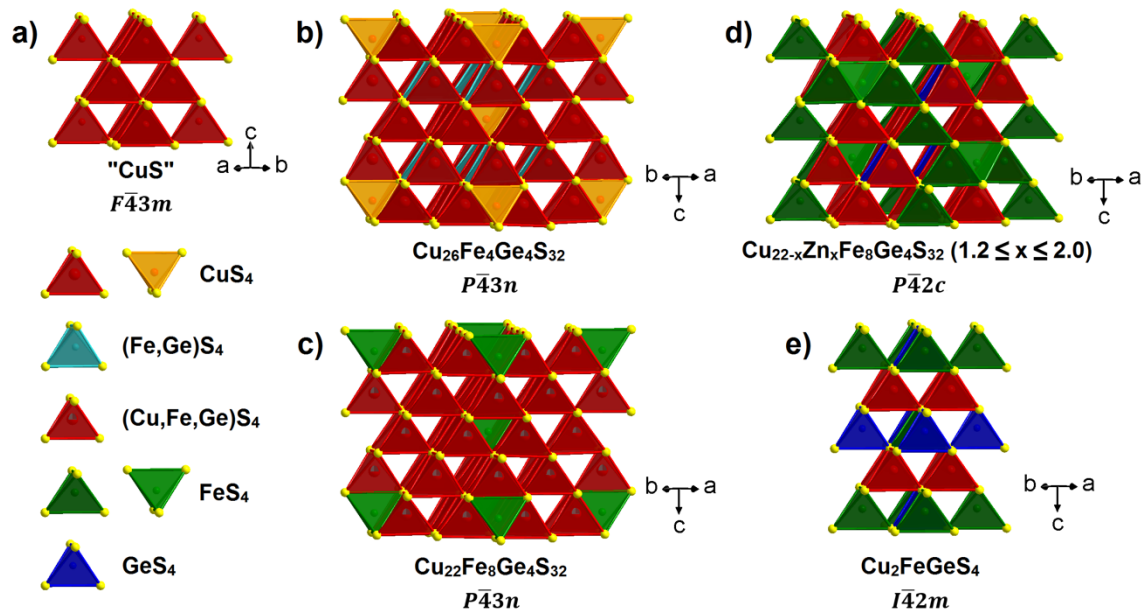 a)
c
a b
"CuS"
F4̅3m
CuS₄
(Fe,Ge)S₄
(Cu,Fe,Ge)S₄
FeS₄
GeS₄
b)
b a
c
Cu₂₆Fe₄Ge₄S₃₂
P4̅3n
c)
b a
c
Cu₂₂Fe₈Ge₄S₃₂
P4̅3n
d)
b a
c
Cu₂₂₋ₓZnₓFe₈Ge₄S₃₂ (1.2 ≤ x ≤ 2.0)
P4̅2c
e)
b a
c
Cu₂FeGeS₄
I4̅2m